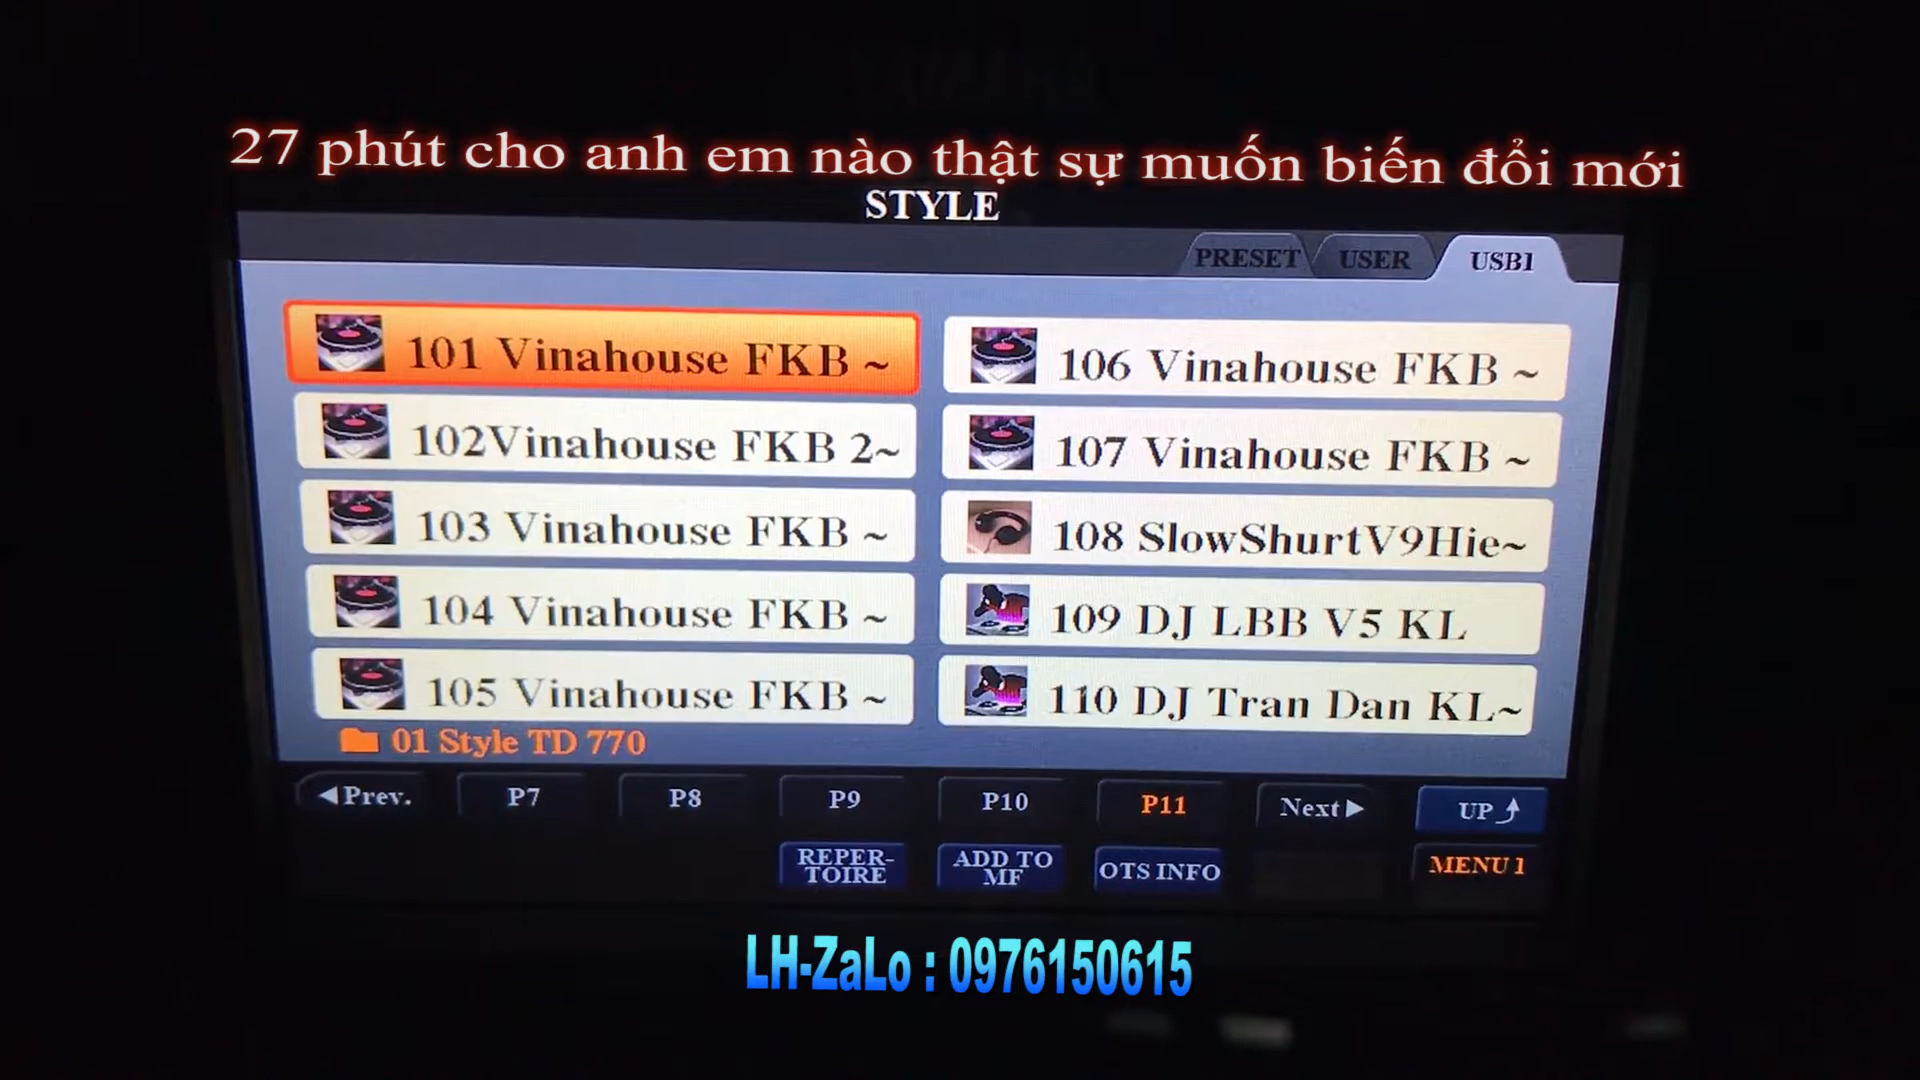 27 phút cho anh em nào thật sự muốn biến đổi mới
STYLE
PRESET
USER
USB1
101 Vinahouse FKB ~
102Vinahouse FKB 2~
103 Vinahouse FKB ~
104 Vinahouse FKB ~
105 Vinahouse FKB ~
106 Vinahouse FKB ~
107 Vinahouse FKB ~
108 SlowShurtV9Hie~
109 DJ LBB V5 KL
110 DJ Tran Dan KL~
01 Style TD 770
◀Prev.
P7
P8
P9
P10
P11
Next▶
UP
REPER-
TOIRE
ADD TO
MF
OTS INFO
MENU 1
LH-ZaLo : 0976150615